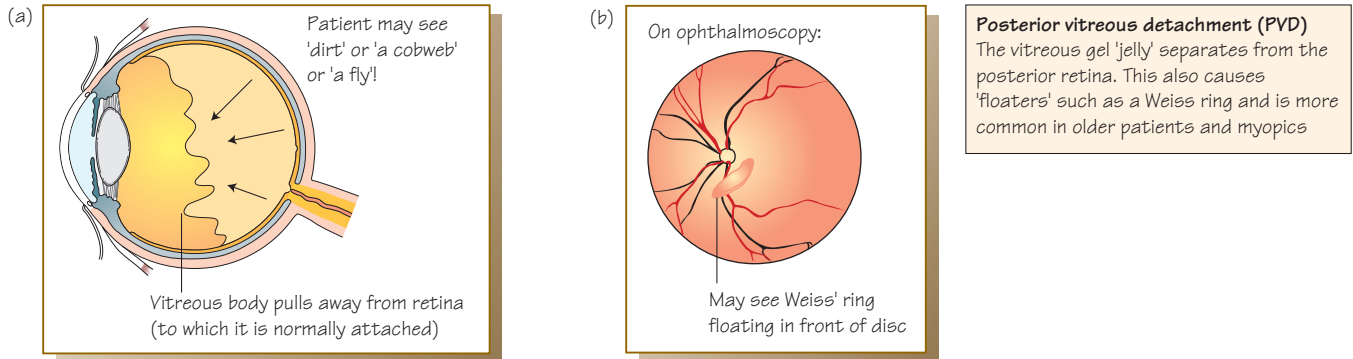 (a)
Patient may see
'dirt' or 'a cobweb'
or 'a fly'!
Vitreous body pulls away from retina
(to which it is normally attached)
(b)
On ophthalmoscopy:
May see Weiss' ring
floating in front of disc
Posterior vitreous detachment (PVD)
The vitreous gel 'jelly' separates from the
posterior retina. This also causes
'floaters' such as a Weiss ring and is more
common in older patients and myopics